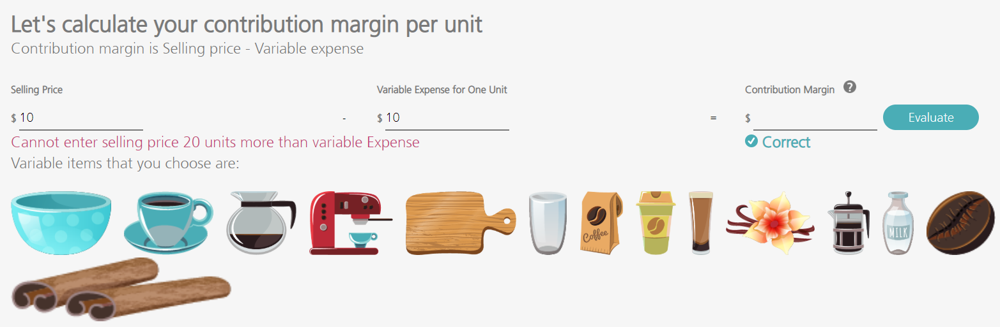 Let's calculate your contribution margin per unit
Contribution margin is Selling price - Variable expense
Selling Price Variable Expense for One Unit Contribution Margin ?
$ 10 - $ 10 = $ Evaluate
Cannot enter selling price 20 units more than variable Expense Correct
Variable items that you choose are:
Coffee MILK